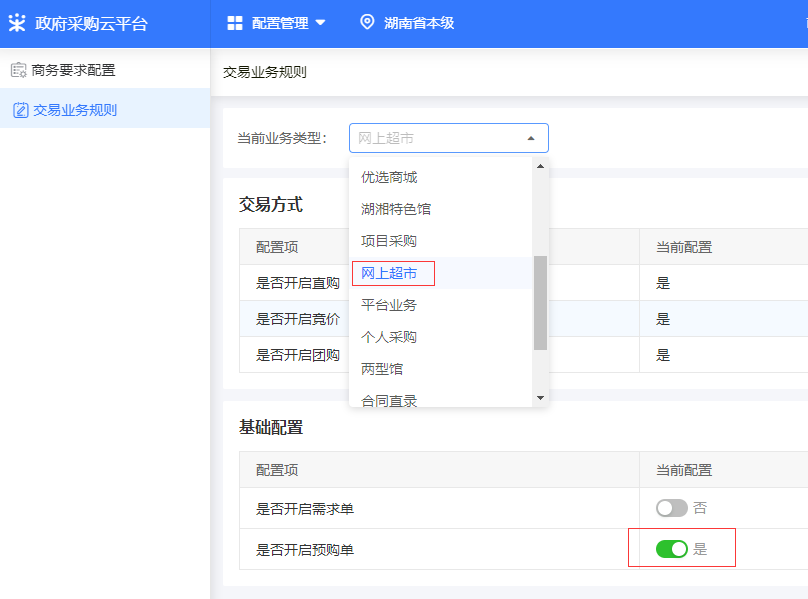 政府采购云平台
配置管理
湖南省本级
商务要求配置
交易业务规则
交易业务规则
当前业务类型：
网上超市
优选商城
湖湘特色馆
项目采购
网上超市
平台业务
个人采购
两型馆
合同直录
交易方式
配置项
当前配置
是否开启直购
是
是否开启竞价
是
是否开启团购
是
基础配置
配置项
当前配置
是否开启需求单
否
是否开启预购单
是